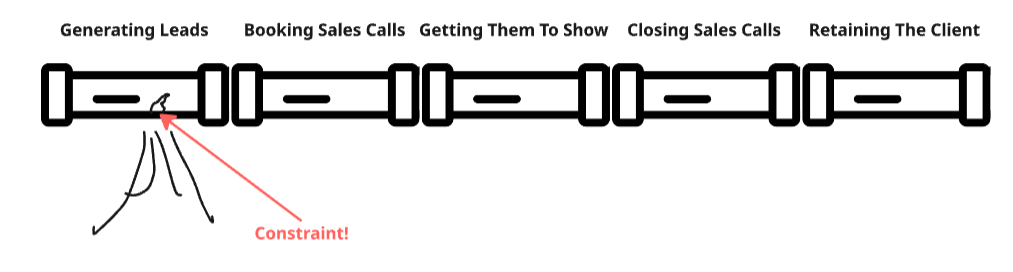 Generating Leads
Booking Sales Calls
Getting Them To Show
Closing Sales Calls
Retaining The Client
Constraint!